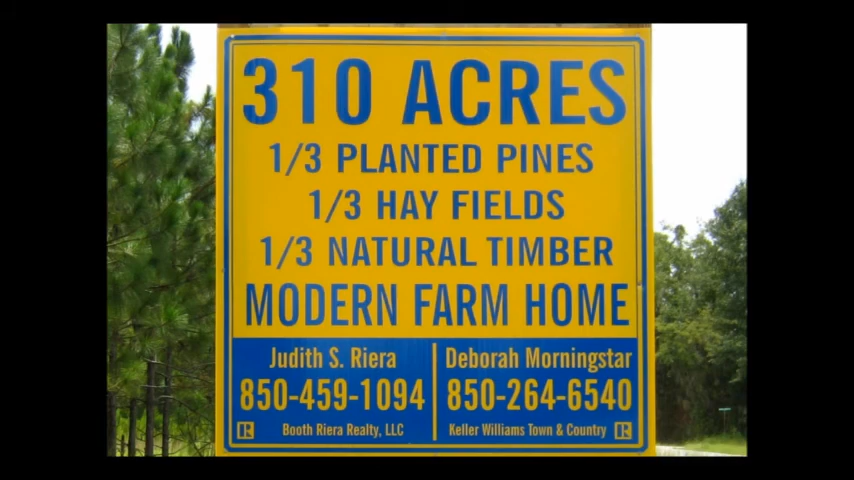 310 ACRES
1/3 PLANTED PINES
1/3 HAY FIELDS
1/3 NATURAL TIMBER
MODERN FARM HOME
Judith S. Riera
850-459-1094
Booth Riera Realty, LLC
Deborah Morningstar
850-264-6540
Keller Williams Town & Country